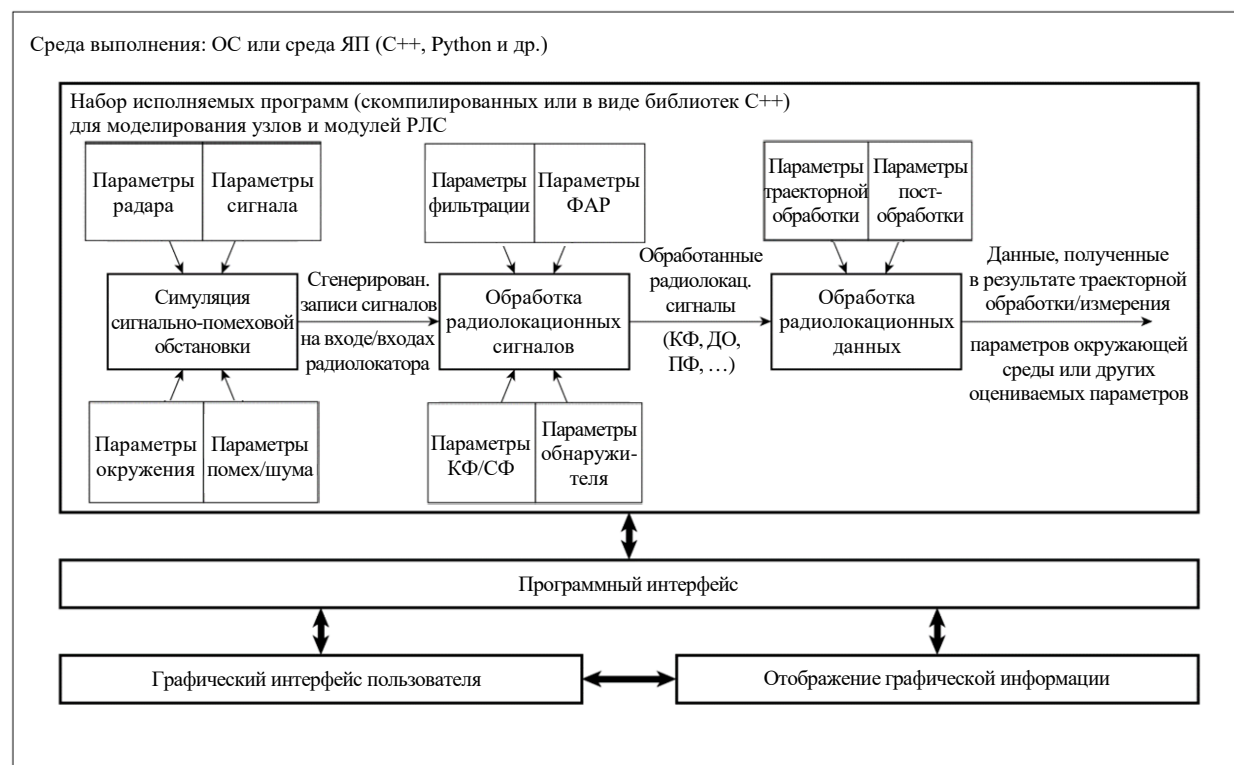 Среда выполнения: ОС или среда ЯП (C++, Python и др.)
Набор исполняемых программ (скомпилированных или в виде библиотек C++)
для моделирования узлов и модулей РЛС
Параметры
радара
Параметры
сигнала
Параметры
фильтрации
Параметры
ФАР
Параметры
траекторной
обработки
Параметры
пост-
обработки
Симуляция
сигнально-помеховой
обстановки
Сгенерирован.
записи сигналов
на входе/входах
радиолокатора
Обработка
радиолокационных
сигналов
Обработанные
радиолокац.
сигналы
(КФ, ДО,
ПФ, …)
Обработка
радиолокационных
данных
Данные, полученные
в результате траекторной
обработки/измерения
параметров окружающей
среды или других
оцениваемых параметров
Параметры
окружения
Параметры
помех/шума
Параметры
КФ/СФ
Параметры
обнаружи-
теля
Программный интерфейс
Графический интерфейс пользователя
Отображение графической информации